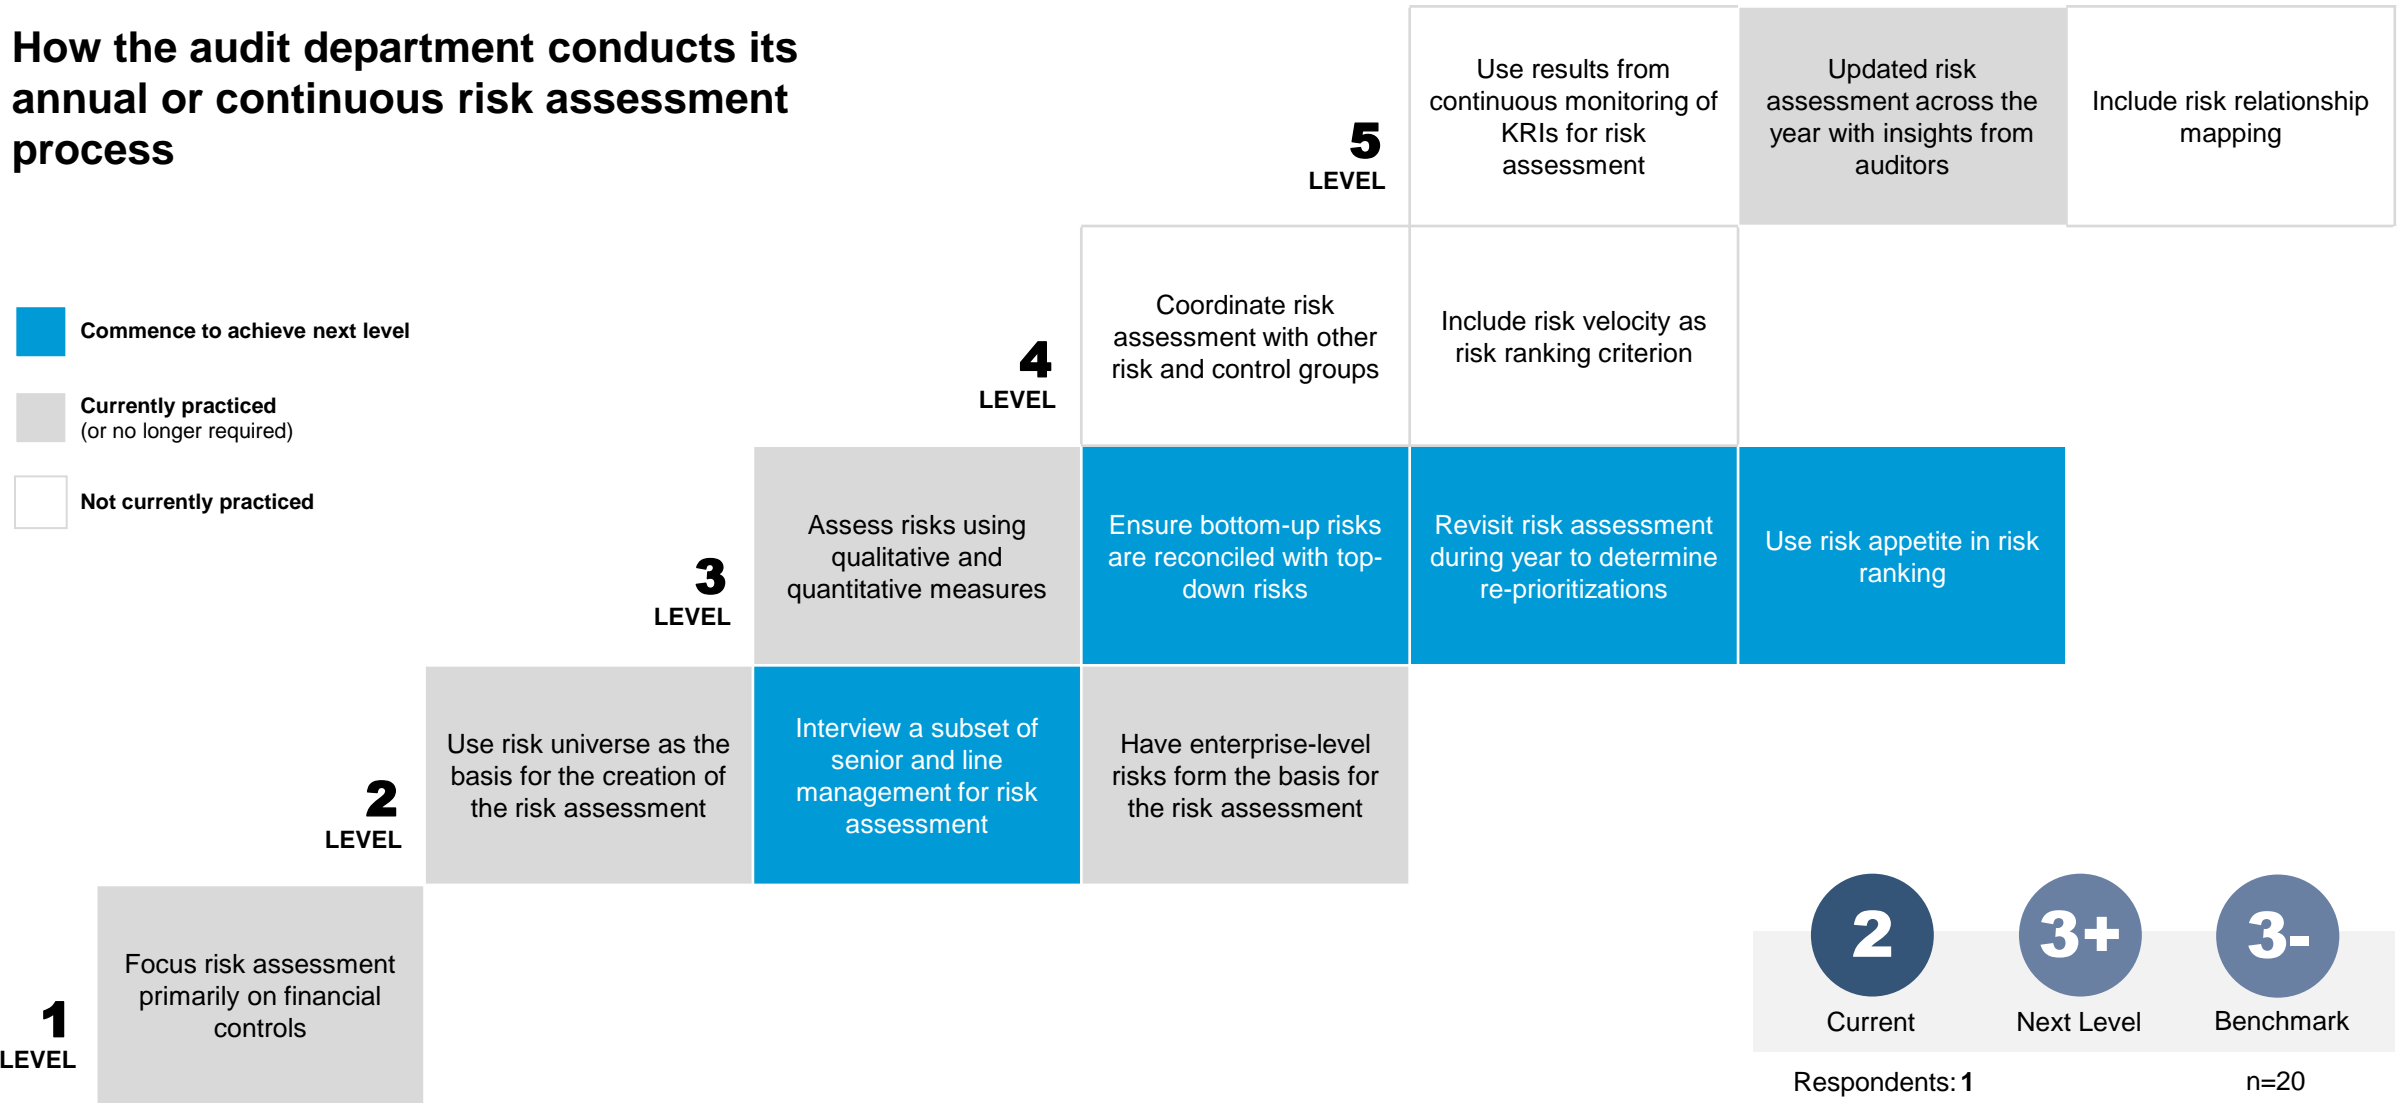 How the audit department conducts its
annual or continuous risk assessment
process
5
LEVEL
Use results from
continuous monitoring of
KRIs for risk
assessment
Updated risk
assessment across the
year with insights from
auditors
Include risk relationship
mapping
Commence to achieve next level
Currently practiced
(or no longer required)
Not currently practiced
4
LEVEL
Coordinate risk
assessment with other
risk and control groups
Include risk velocity as
risk ranking criterion
3
LEVEL
Assess risks using
qualitative and
quantitative measures
Ensure bottom-up risks
are reconciled with top-
down risks
Revisit risk assessment
during year to determine
re-prioritizations
Use risk appetite in risk
ranking
2
LEVEL
Use risk universe as the
basis for the creation of
the risk assessment
Interview a subset of
senior and line
management for risk
assessment
Have enterprise-level
risks form the basis for
the risk assessment
1
LEVEL
Focus risk assessment
primarily on financial
controls
2
Current
3+
Next Level
3-
Benchmark
Respondents: 1
n=20